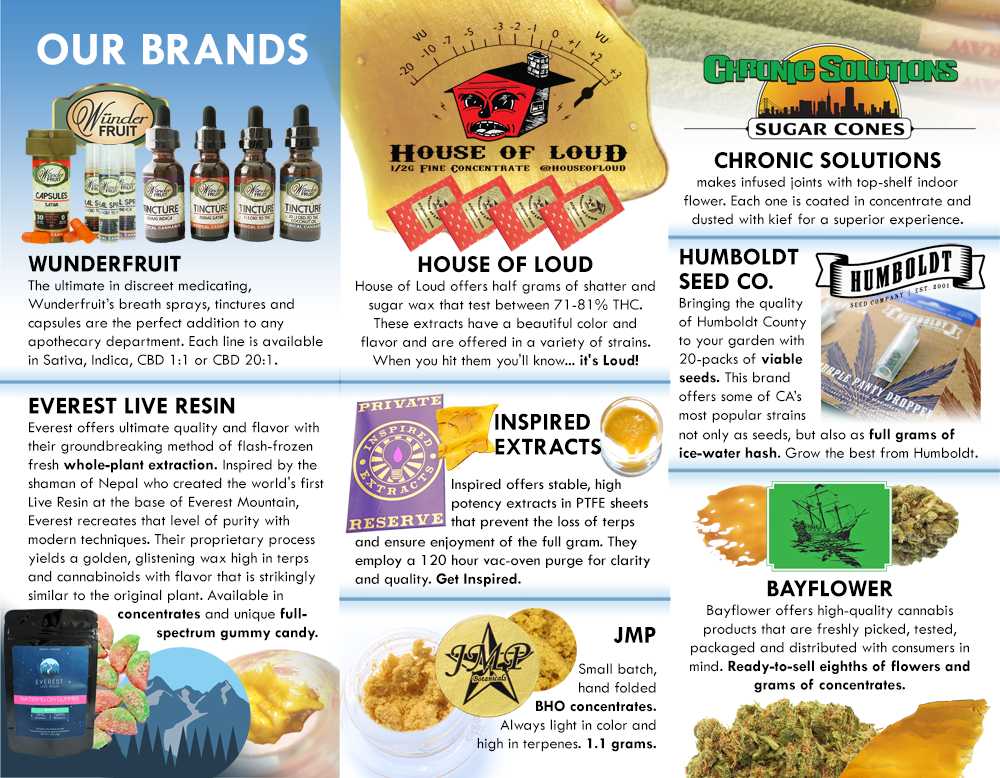 OUR BRANDS
Wünder
FRUIT
CAPSULES
SATIVA
TINCTURE
TINCTURE
TINCTURE
TINCTURE
WUNDERFRUIT
The ultimate in discreet medicating,
Wunderfruit's breath sprays, tinctures and
capsules are the perfect addition to any
apothecary department. Each line is available
in Sativa, Indica, CBD 1:1 or CBD 20:1.
EVEREST LIVE RESIN
Everest offers ultimate quality and flavor with
their groundbreaking method of flash-frozen
fresh whole-plant extraction. Inspired by the
shaman of Nepal who created the world's first
Live Resin at the base of Everest Mountain,
Everest recreates that level of purity with
modern techniques. Their proprietary process
yields a golden, glistening wax high in terps
and cannabinoids with flavor that is strikingly
similar to the original plant. Available in
concentrates and unique full-
spectrum gummy candy.
EVEREST
LIVE RESIN
WATERMELON GUMMIES
VU -20 -10 -7 -5 -3 -2 -1 0 +1 +2 +3 VU
HOUSE OF LOUD
1/2G FINE CONCENTRATE @HOUSEOFLOUD
HOUSE OF LOUD
House of Loud offers half grams of shatter and
sugar wax that test between 71-81% THC.
These extracts have a beautiful color and
flavor and are offered in a variety of strains.
When you hit them you'll know... it's Loud!
PRIVATE
INSPIRED
EXTRACTS
RESERVE
INSPIRED
EXTRACTS
Inspired offers stable, high
potency extracts in PTFE sheets
that prevent the loss of terps
and ensure enjoyment of the full gram. They
employ a 120 hour vac-oven purge for clarity
and quality. Get Inspired.
JMP
Botanicals
JMP
Small batch,
hand folded
BHO concentrates.
Always light in color and
high in terpenes. 1.1 grams.
CHRONIC SOLUTIONS
SUGAR CONES
CHRONIC SOLUTIONS
makes infused joints with top-shelf indoor
flower. Each one is coated in concentrate and
dusted with kief for a superior experience.
HUMBOLDT
SEED COMPANY | EST. 2001
PURPLE PANTY DROPPER
HUMBOLDT
SEED CO.
Bringing the quality
of Humboldt County
to your garden with
20-packs of viable
seeds. This brand
offers some of CA's
most popular strains
not only as seeds, but also as full grams of
ice-water hash. Grow the best from Humboldt.
BAYFLOWER
Bayflower offers high-quality cannabis
products that are freshly picked, tested,
packaged and distributed with consumers in
mind. Ready-to-sell eighths of flowers and
grams of concentrates.